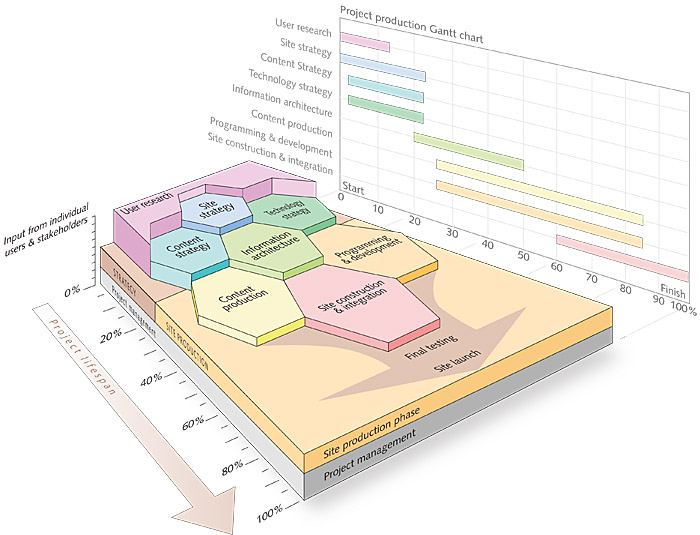 Project production Gantt chart
User research
Site strategy
Content Strategy
Technology strategy
Information architecture
Content production
Programming & development
Site construction & integration
Start
0
10
20
30
40
50
60
70
80
90
100%
Finish
User research
Site
strategy
Technology
strategy
Content
strategy
Information
architecture
Programming
& development
Content
production
Site construction
& integration
Final testing
Site launch
Input from individual
users & stakeholders
0%
STRATEGY
Project management
SITE PRODUCTION
20%
40%
60%
80%
100%
Project lifespan
Site production phase
Project management